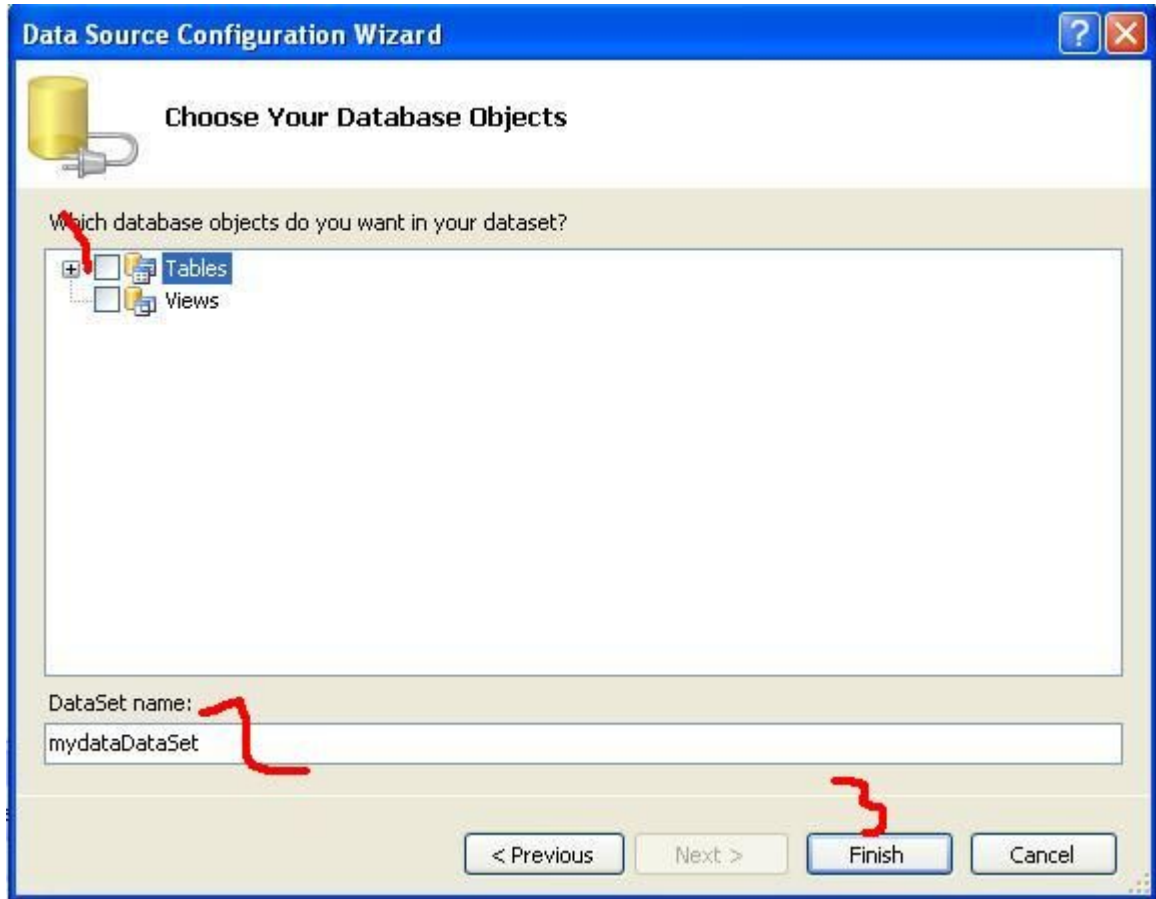 Data Source Configuration Wizard
Choose Your Database Objects
Which database objects do you want in your dataset?
Tables
Views
DataSet name:
mydataDataSet
3
< Previous Next > Finish Cancel